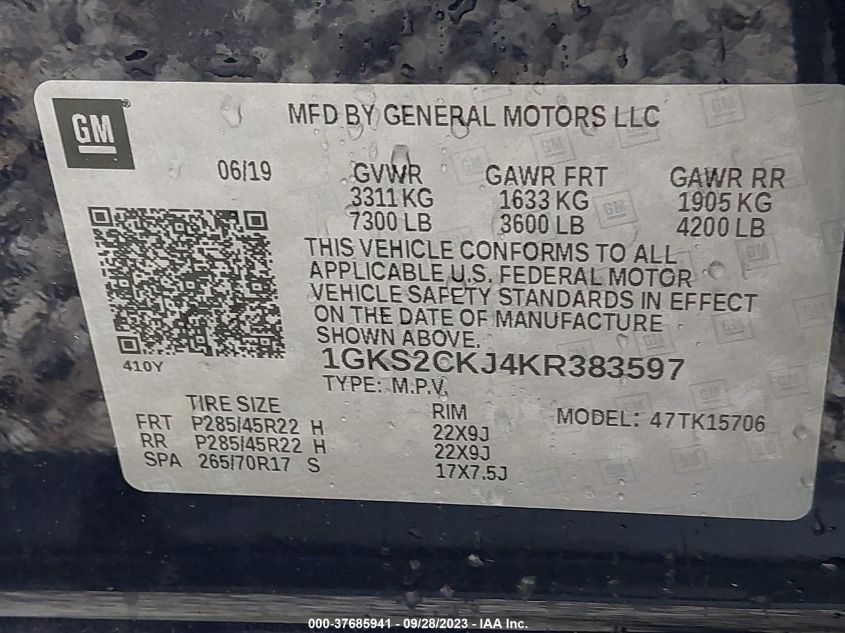 GM
MFD BY GENERAL MOTORS LLC
06/19
GVWR GAWR FRT GAWR RR
3311 KG 1633 KG 1905 KG
7300 LB 3600 LB 4200 LB
THIS VEHICLE CONFORMS TO ALL
APPLICABLE U.S. FEDERAL MOTOR
VEHICLE SAFETY STANDARDS IN EFFECT
ON THE DATE OF MANUFACTURE
SHOWN ABOVE.
1GKS2CKJ4KR383597
410Y
TYPE: M.P.V.
TIRE SIZE RIM MODEL: 47TK15706
FRT P285/45R22 H 22X9J
RR P285/45R22 H 22X9J
SPA 265/70R17 S 17X7.5J
000-37685941 - 09/28/2023 - IAA Inc.